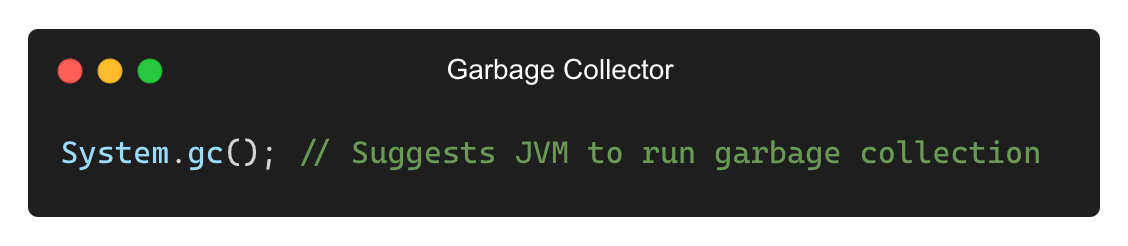 Garbage Collector
System.gc(); // Suggests JVM to run garbage collection